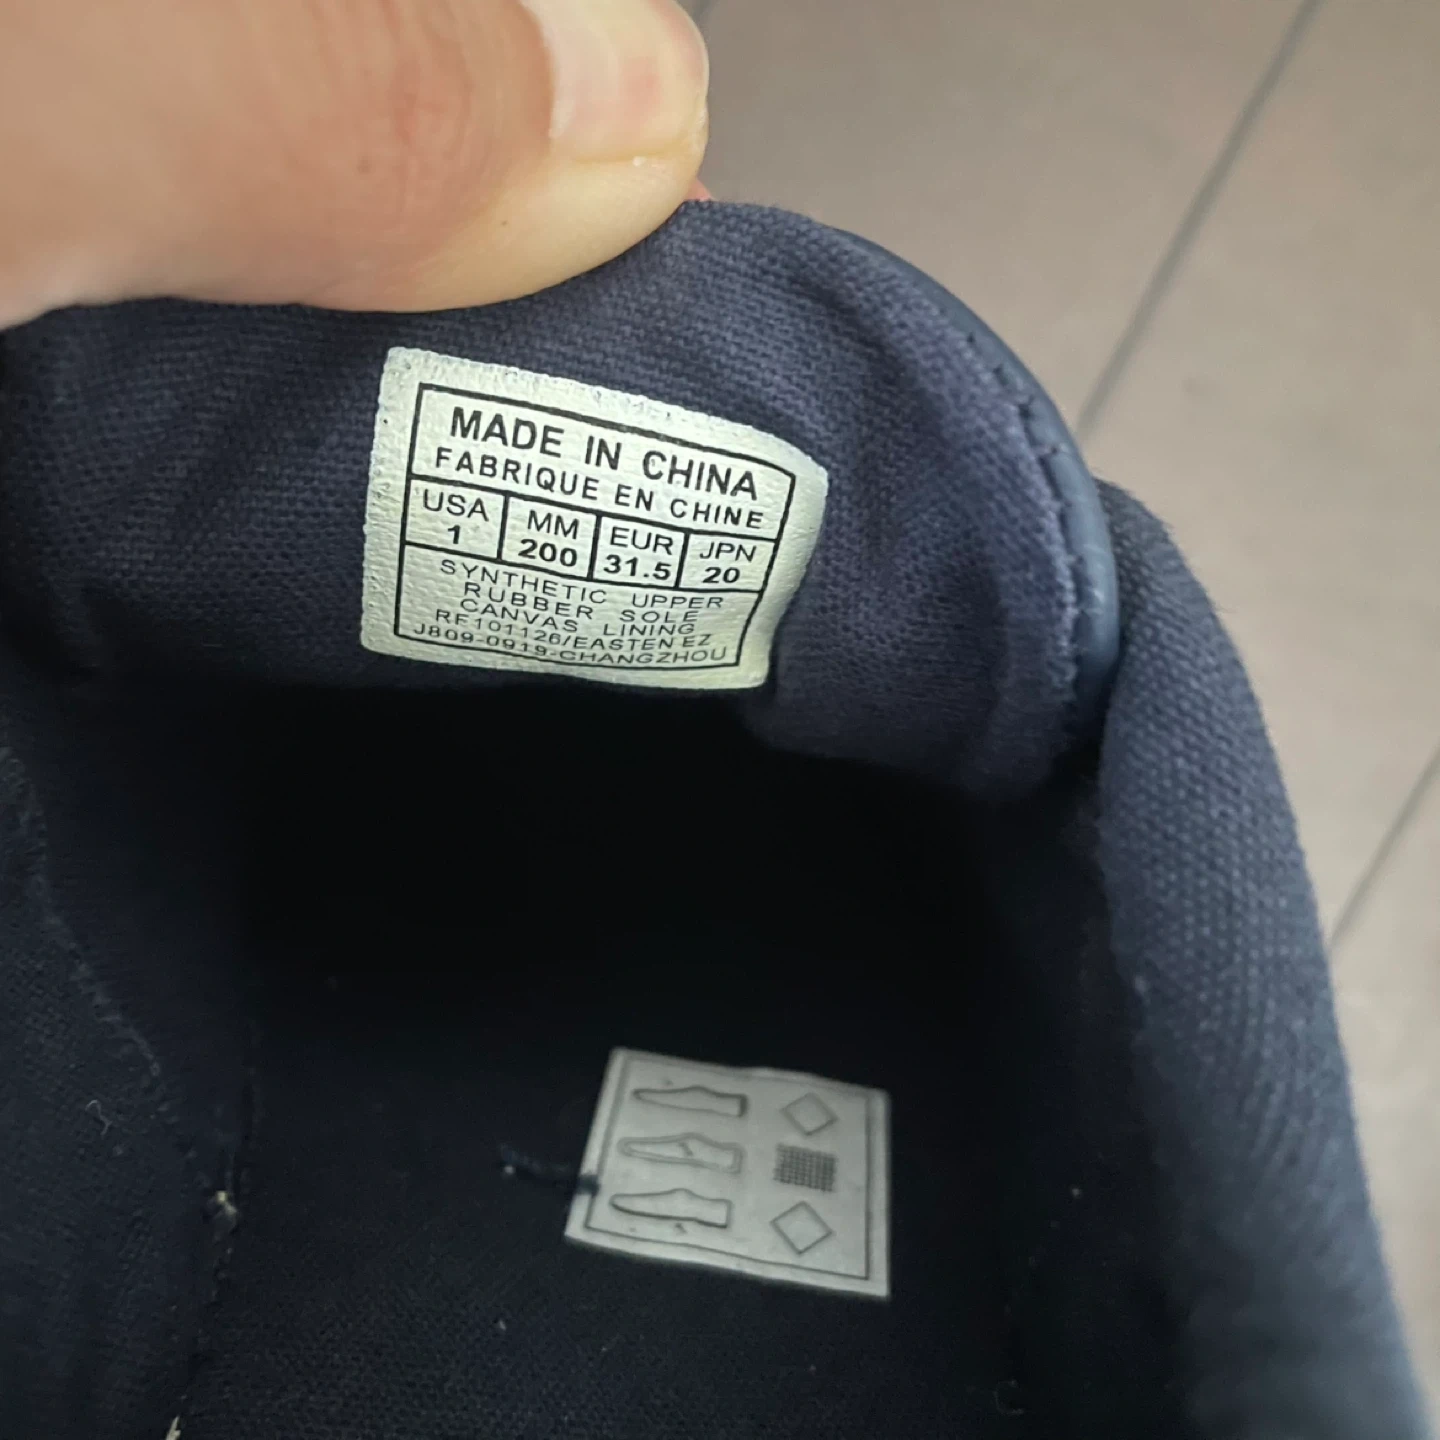 MADE IN CHINA
FABRIQUE EN CHINE
USA MM EUR JPN
1 200 31.5 20
SYNTHETIC UPPER
RUBBER SOLE
CANVAS LINING
RF101126/EASTEN EZ
J809-0919-CHANGZHOU